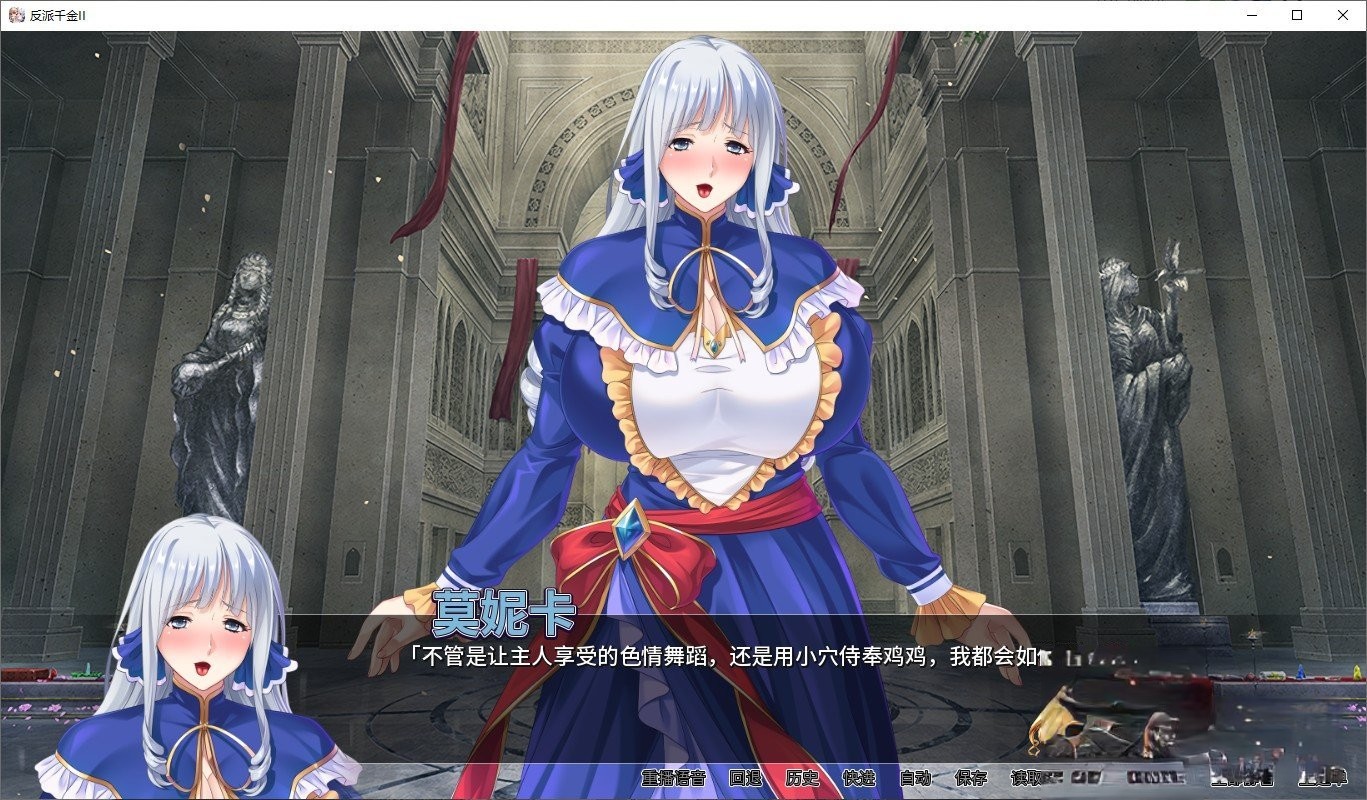 反派千金II
莫妮卡
「不管是让主人享受的色情舞蹈，还是用小穴侍奉鸡鸡，我都会如
重播语音 回退 历史 快进 自动 保存 读取